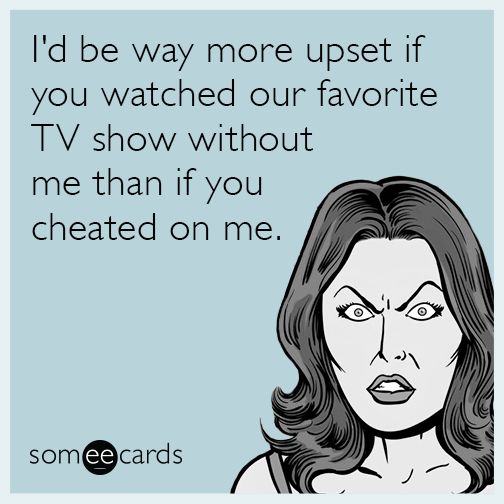 I'd be way more upset if
you watched our favorite
TV show without
me than if you
cheated on me.
someecards